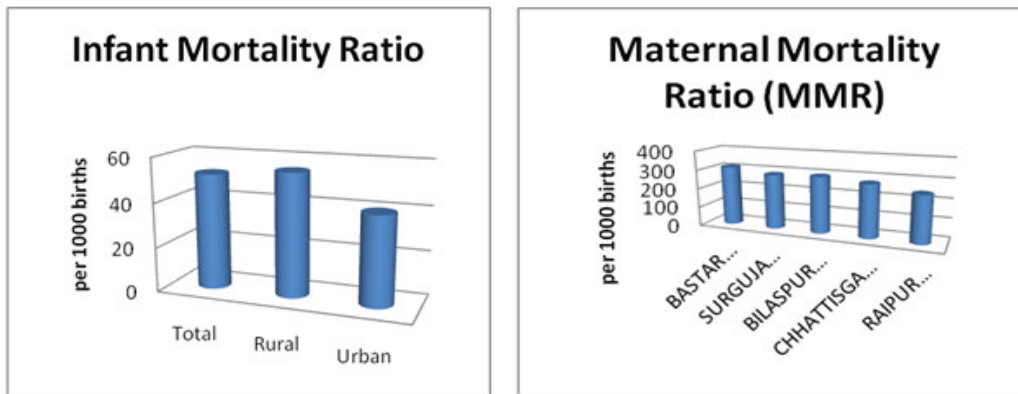 Infant Mortality Ratio
per 1000 births
60
40
20
0
Total
Rural
Urban
Maternal Mortality
Ratio (MMR)
per 1000 births
400
300
200
100
0
BASTAR...
SURGUJA...
BILASPUR...
CHHATTISGA...
RAIPUR...